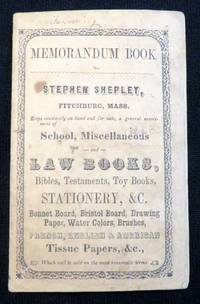 MEMORANDUM BOOK
STEPHEN SHEPLEY,
FITCHBURG, MASS.
Keeps constantly on hand and for sale, a general assort-
ment of
School, Miscellaneous
—and—
LAW BOOKS,
Bibles, Testaments, Toy Books,
STATIONERY, &C.
Bonnet Board, Bristol Board, Drawing
Paper, Water Colors, Brushes,
FRENCH, ENGLISH & AMERICAN
Tissue Papers, &c.,
Which will be sold on the most reasonable terms